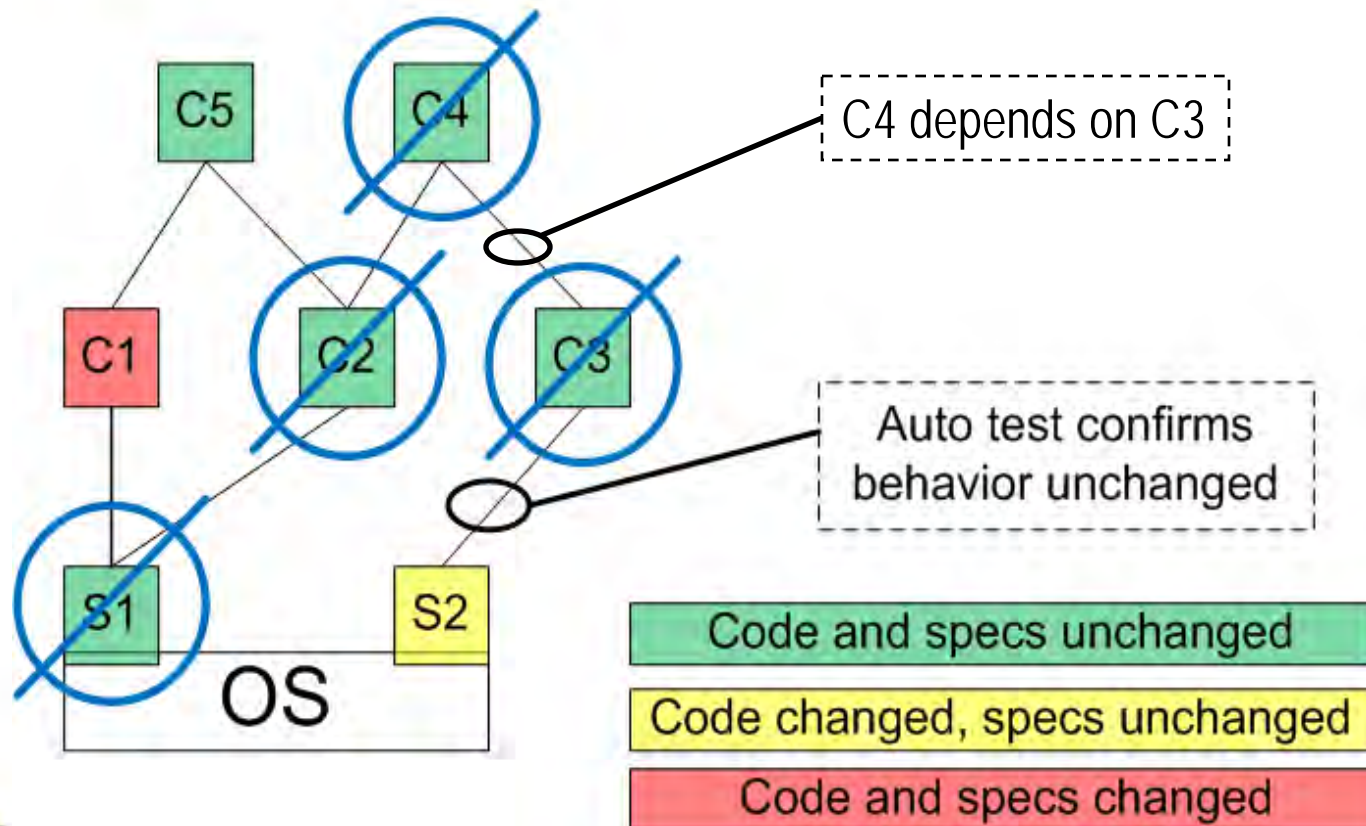 C5
C4
C4 depends on C3
C1
C2
C3
Auto test confirms
behavior unchanged
S1
S2
OS
Code and specs unchanged
Code changed, specs unchanged
Code and specs changed